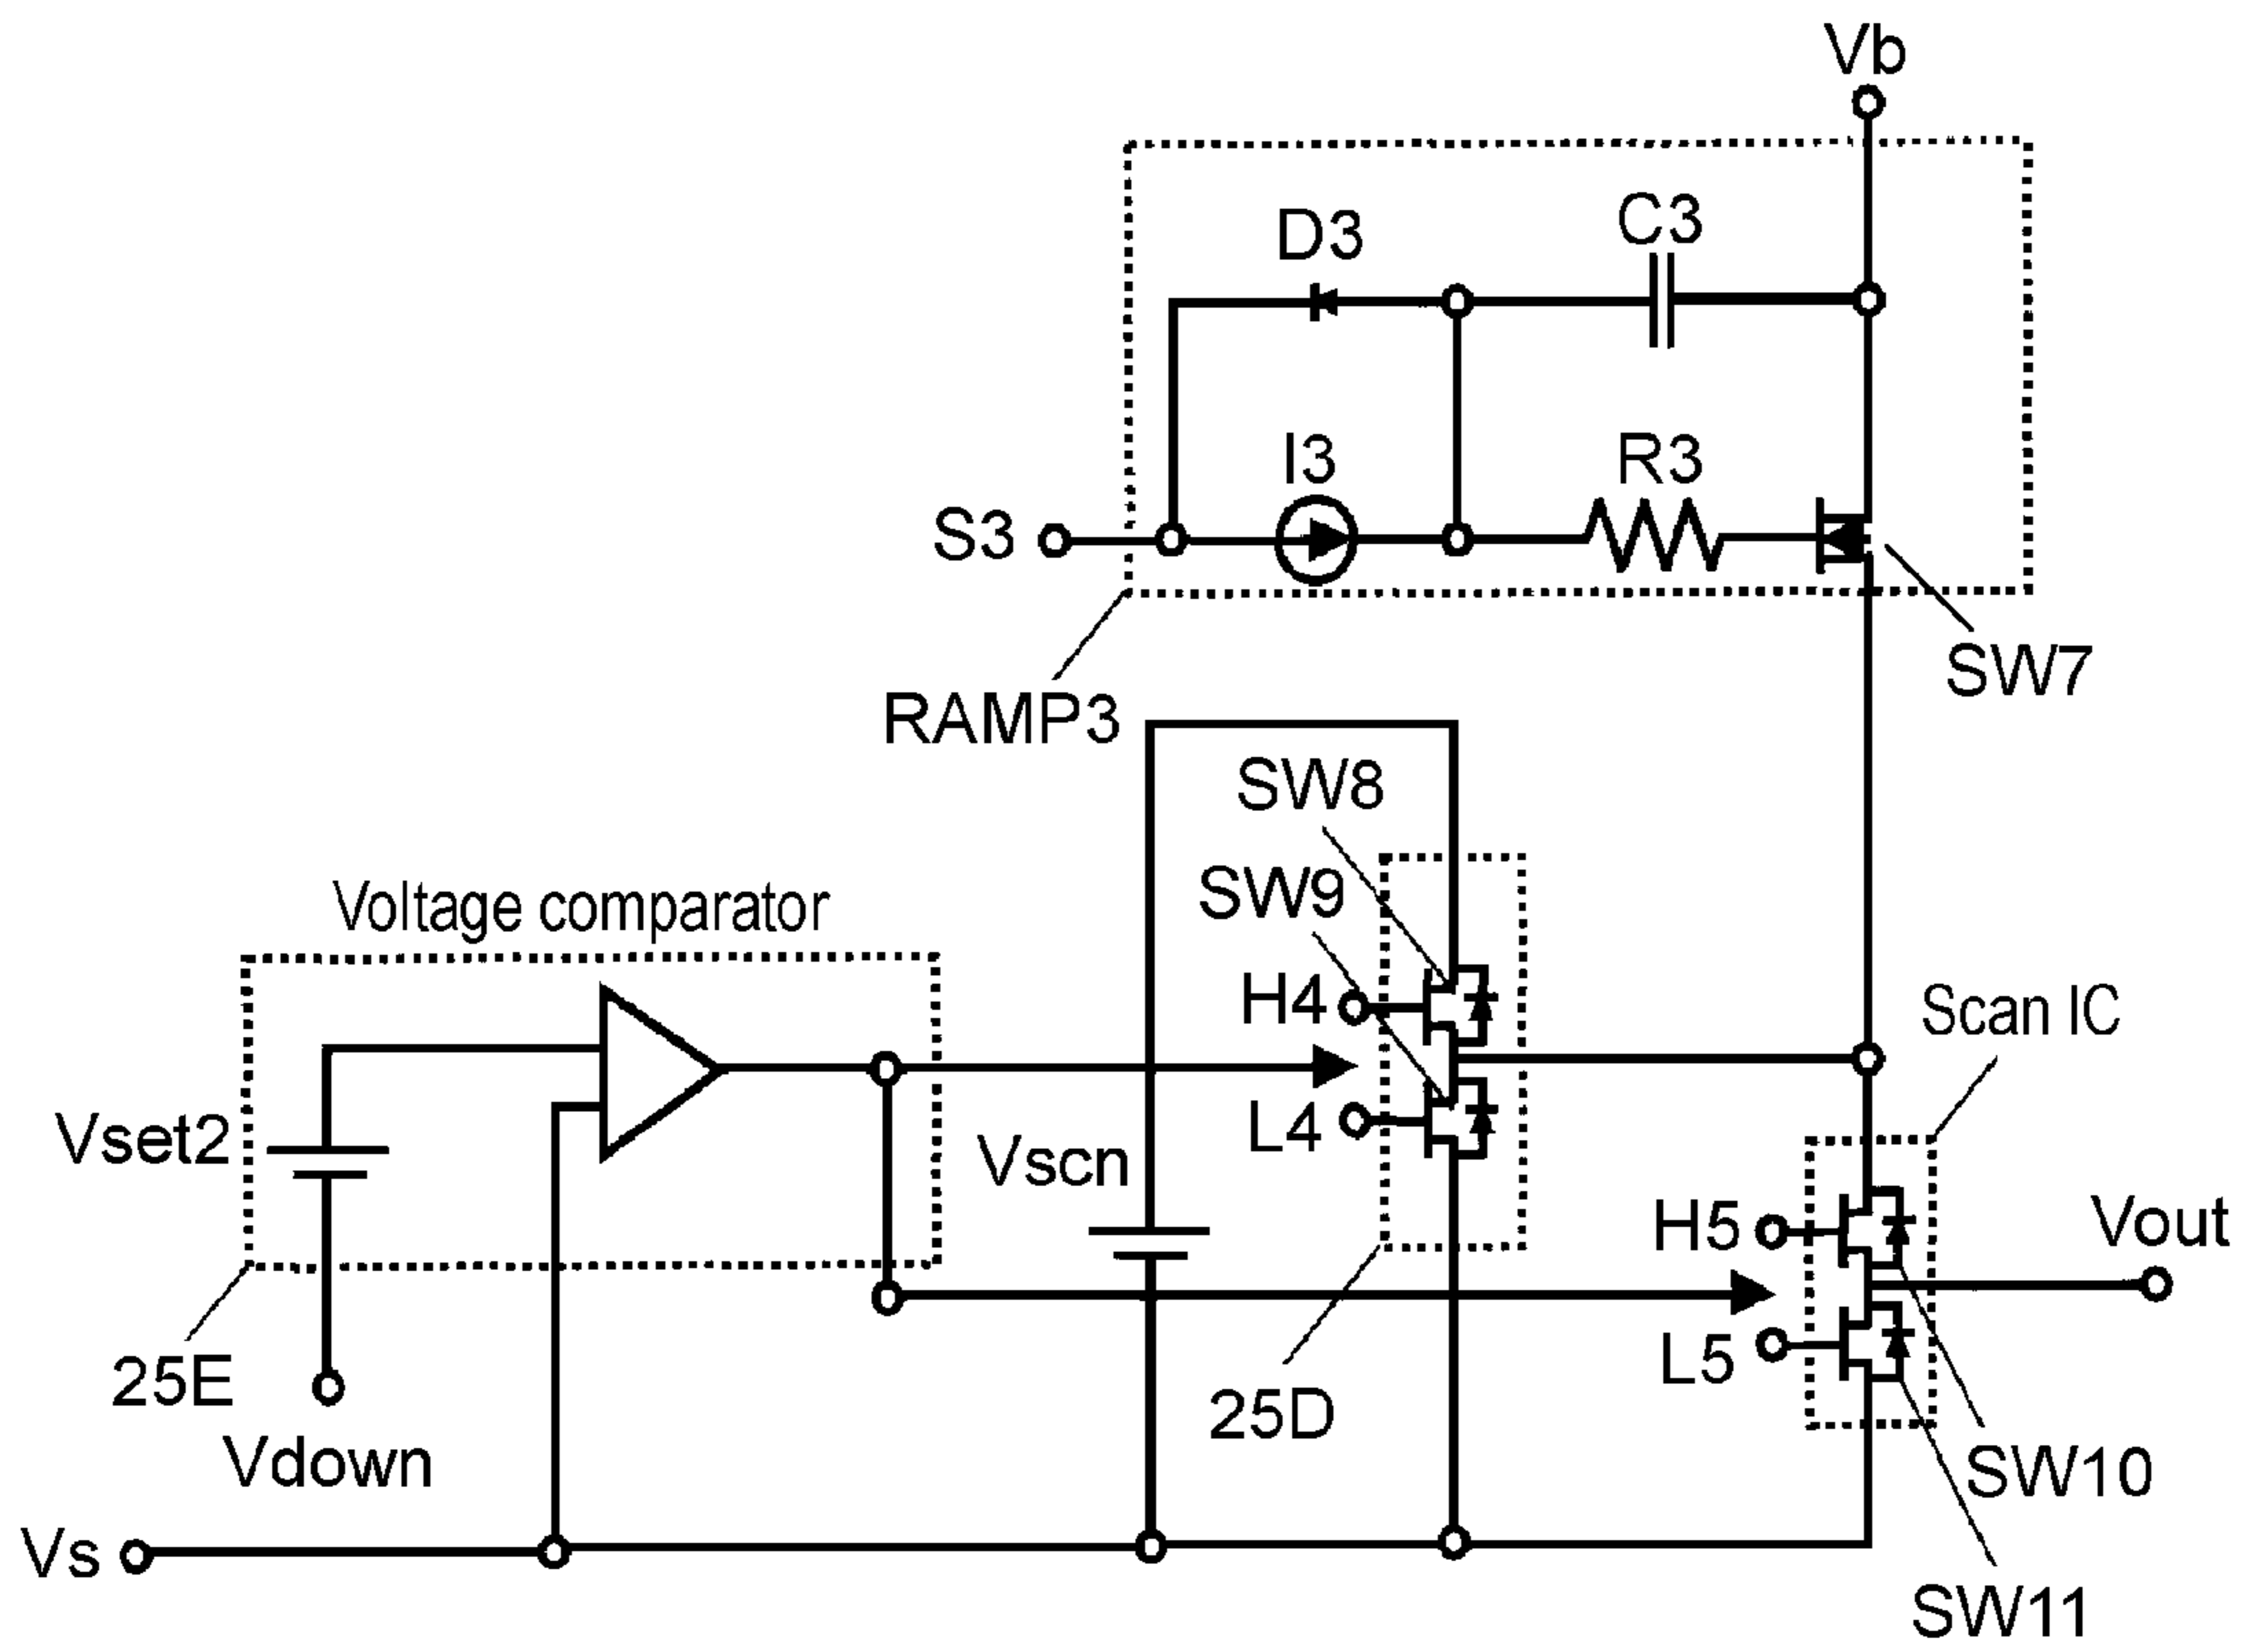 Vb
D3
C3
I3
R3
S3
SW7
RAMP3
SW8
SW9
Voltage comparator
H4
Scan IC
Vset2
L4
Vscn
H5
Vout
L5
25E
25D
Vdown
SW10
Vs
SW11